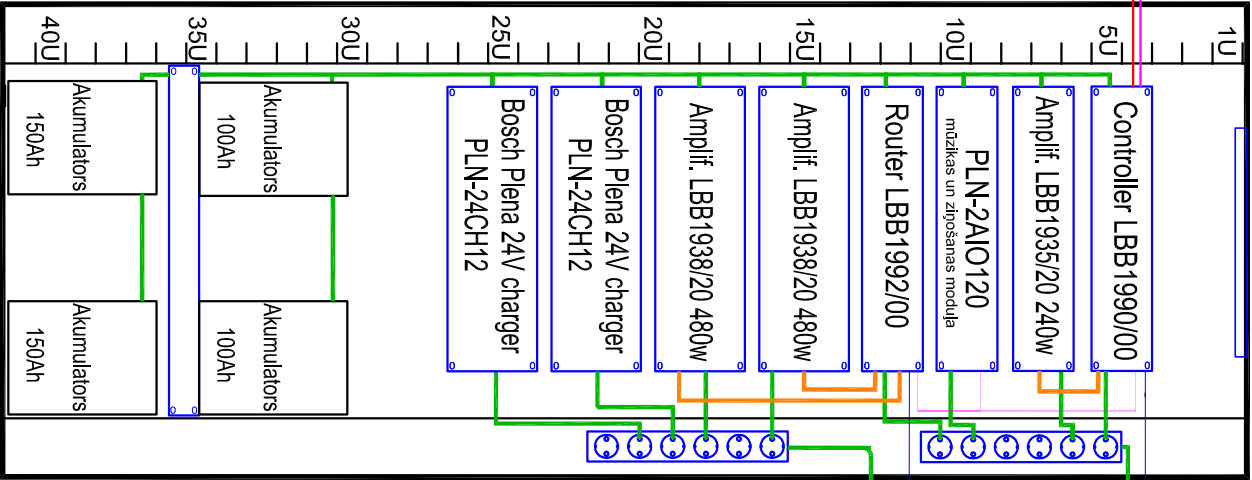 1U
5U
10U
15U
20U
25U
30U
35U
40U
Controller LBB1990/00
Amplif. LBB1935/20 240w
PLN-2AIO120
mūzikas un ziņošanas moduļa
Router LBB1992/00
Amplif. LBB1938/20 480w
Amplif. LBB1938/20 480w
Bosch Plena 24V charger
PLN-24CH12
Bosch Plena 24V charger
PLN-24CH12
Akumulators
100Ah
Akumulators
100Ah
Akumulators
150Ah
Akumulators
150Ah